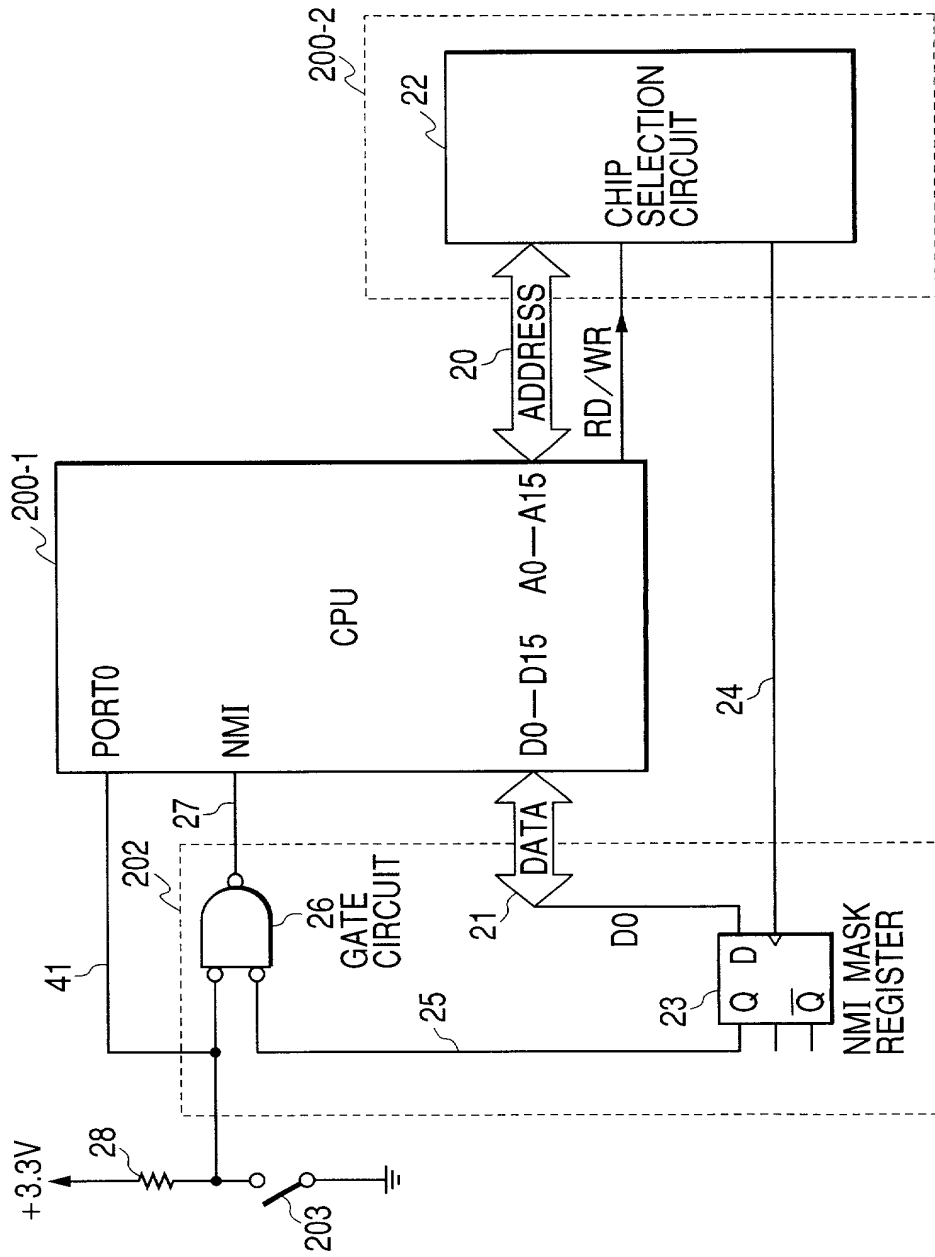 +3.3V
28
203
41
202
27
26
GATE
CIRCUIT
25
PORT0
NMI
CPU
200-1
D0—D15
A0—A15
21
DATA
D0
20
ADDRESS
RD/WR
24
23
Q
D
Q
NMI MASK
REGISTER
22
200-2
CHIP
SELECTION
CIRCUIT